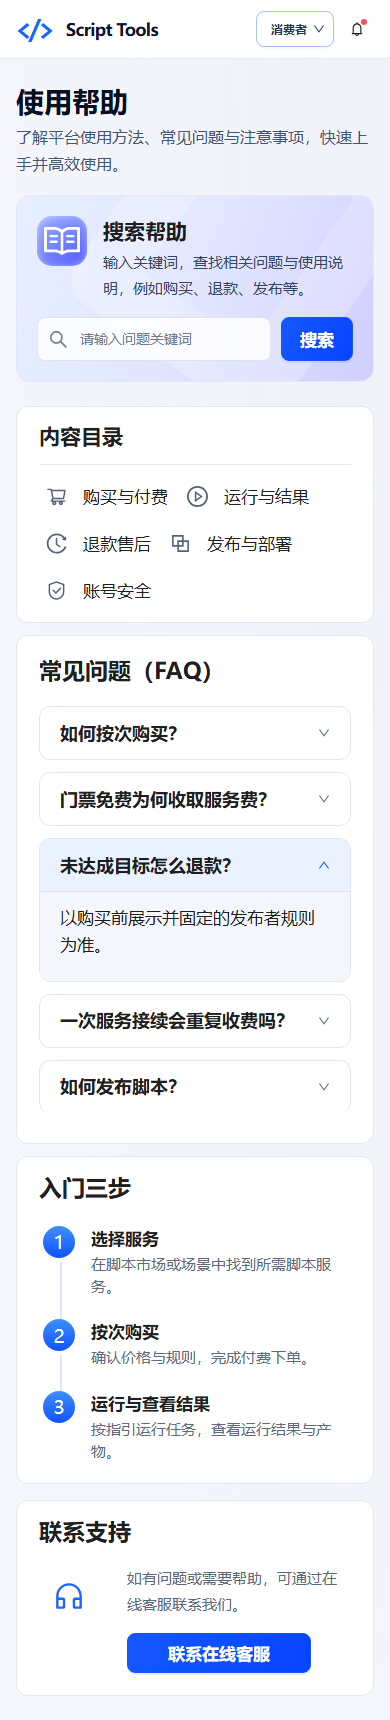 Script Tools
消费者
使用帮助
了解平台使用方法、常见问题与注意事项，快速上
手并高效使用。
搜索帮助
输入关键词，查找相关问题与使用说
明，例如购买、退款、发布等。
请输入问题关键词
搜索
内容目录
购买与付费
运行与结果
退款售后
发布与部署
账号安全
常见问题（FAQ）
如何按次购买？
门票免费为何收取服务费？
未达成目标怎么退款？
以购买前展示并固定的发布者规则
为准。
一次服务接续会重复收费吗？
如何发布脚本？
入门三步
1
选择服务
在脚本市场或场景中找到所需脚本服
务。
2
按次购买
确认价格与规则，完成付费下单。
3
运行与查看结果
按指引运行任务，查看运行结果与产
物。
联系支持
如有问题或需要帮助，可通过在
线客服联系我们。
联系在线客服